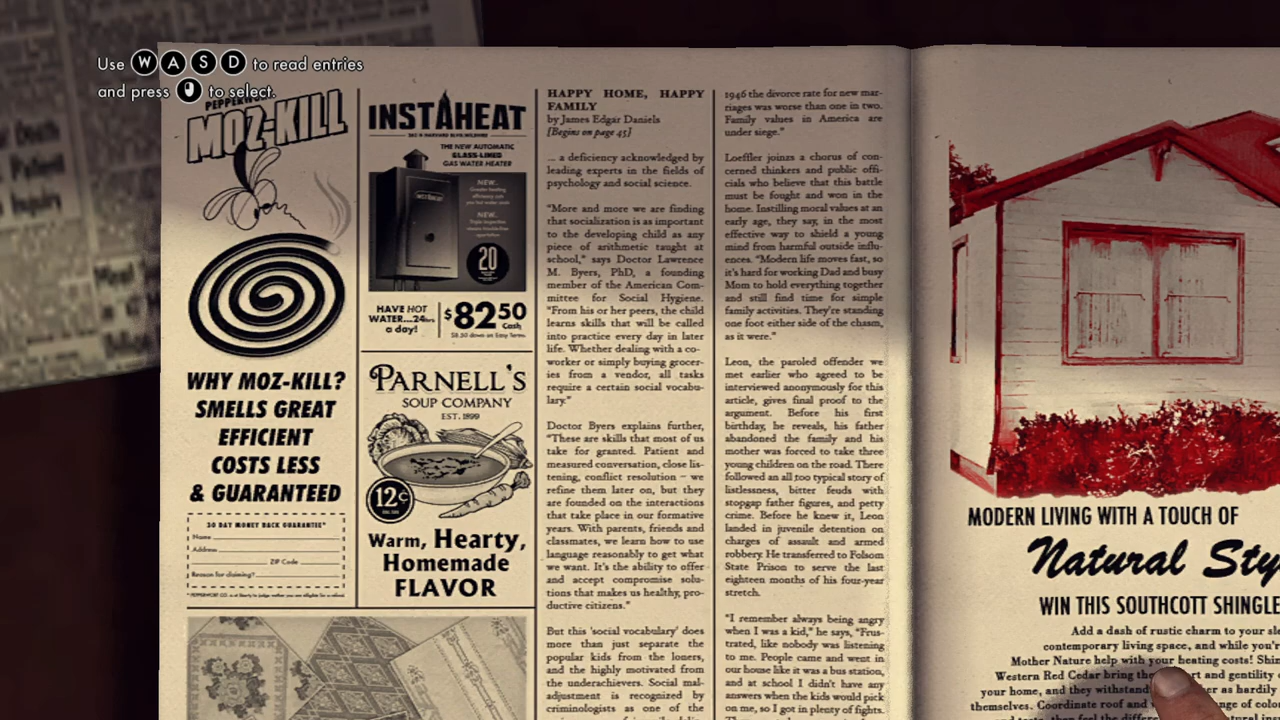 Use W A S D to read entries
and press to select.
PEPPERWORT
MOZ-KILL
WHY MOZ-KILL?
SMELLS GREAT
EFFICIENT
COSTS LESS
& GUARANTEED
30 DAY MONEY BACK GUARANTEE*
Name
Address
ZIP Code
Reason for claiming?
INSTAHEAT
THE NEW AUTOMATIC
GLASS-LINED
GAS WATER HEATER
NEW.
NEW.
20
HAVE HOT
WATER...24hrs
a day!
$82.50
Cash
$8.50 down on Easy Terms
PARNELL'S
SOUP COMPANY
EST. 1899
12¢
Warm, Hearty,
Homemade
FLAVOR
HAPPY HOME, HAPPY
FAMILY
by James Edgar Daniels
[Begins on page 45]
... a deficiency acknowledged by
leading experts in the fields of
psychology and social science.
"More and more we are finding
that socialization is as important
to the developing child as any
piece of arithmetic taught at
school," says Doctor Lawrence
M. Byers, PhD, a founding
member of the American Com-
mittee for Social Hygiene.
"From his or her peers, the child
learns skills that will be called
into practice every day in later
life. Whether dealing with a co-
worker or simply buying grocer-
ies from a vendor, all tasks
require a certain social vocabu-
lary."
Doctor Byers explains further,
"These are skills that most of us
take for granted. Patient and
measured conversation, close lis-
tening, conflict resolution – we
refine them later on, but they
are founded on the interactions
that take place in our formative
years. With parents, friends and
classmates, we learn how to use
language reasonably to get what
we want. It's the ability to offer
and accept compromise solu-
tions that makes us healthy, pro-
ductive citizens."
But this 'social vocabulary' does
more than just separate the
popular kids from the loners,
and the highly motivated from
the underachievers. Social mal-
adjustment is recognized by
criminologists as one of the
1946 the divorce rate for new mar-
riages was worse than one in two.
Family values in America are
under siege."
Loeffler joinzs a chorus of con-
cerned thinkers and public offi-
cials who believe that this battle
must be fought and won in the
home. Instilling moral values at an
early age, they say, in the most
effective way to shield a young
mind from harmful outside influ-
ences. "Modern life moves fast, so
it's hard for working Dad and busy
Mom to hold everything together
and still find time for simple
family activities. They're standing
one foot either side of the chasm,
as it were."
Leon, the paroled offender we
met earlier who agreed to be
interviewed anonymously for this
article, gives final proof to the
argument. Before his first
birthday, he reveals, his father
abandoned the family and his
mother was forced to take three
young children on the road. There
followed an all too typical story of
listlessness, bitter feuds with
stopgap father figures, and petty
crime. Before he knew it, Leon
landed in juvenile detention on
charges of assault and armed
robbery. He transferred to Folsom
State Prison to serve the last
eighteen months of his four-year
stretch.
"I remember always being angry
when I was a kid," he says, "Frus-
trated, like nobody was listening
to me. People came and went in
our house like it was a bus station,
and at school I didn't have any
answers when the kids would pick
on me, so I got in plenty of fights.
MODERN LIVING WITH A TOUCH OF
Natural Sty
WIN THIS SOUTHCOTT SHINGLE
Add a dash of rustic charm to your
contemporary living space, and while you're
Mother Nature help with your heating costs!
Western Red Cedar bring the and gentility
your home, and they withstand as hardily
themselves. Coordinate roof and